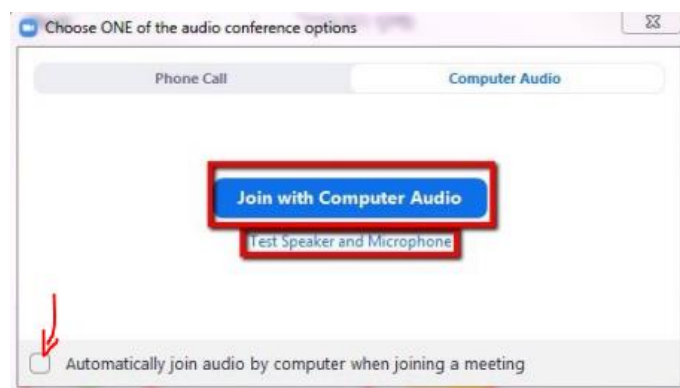 Choose ONE of the audio conference options
Phone Call
Computer Audio
Join with Computer Audio
Test Speaker and Microphone
Automatically join audio by computer when joining a meeting